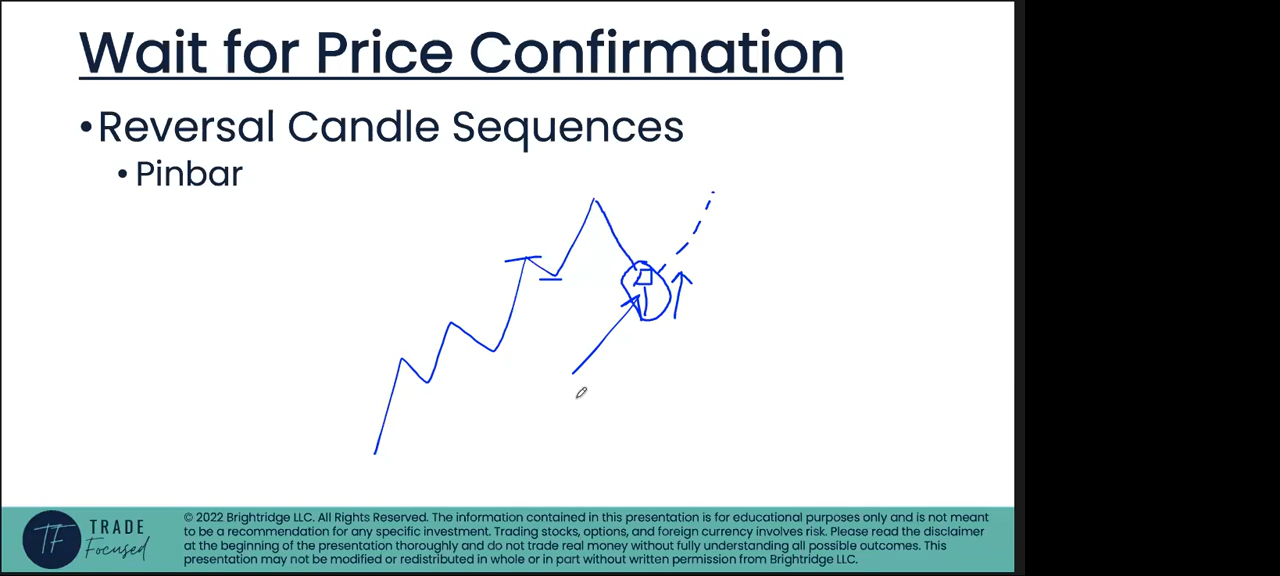 Wait for Price Confirmation
•Reversal Candle Sequences
• Pinbar
TF
TRADE
Focused
© 2022 Brightridge LLC. All Rights Reserved. The information contained in this presentation is for educational purposes only and is not meant
to be a recommendation for any specific investment. Trading stocks, options, and foreign currency involves risk. Please read the disclaimer
at the beginning of the presentation thoroughly and do not trade real money without fully understanding all possible outcomes. This
presentation may not be modified or redistributed in whole or in part without written permission from Brightridge LLC.